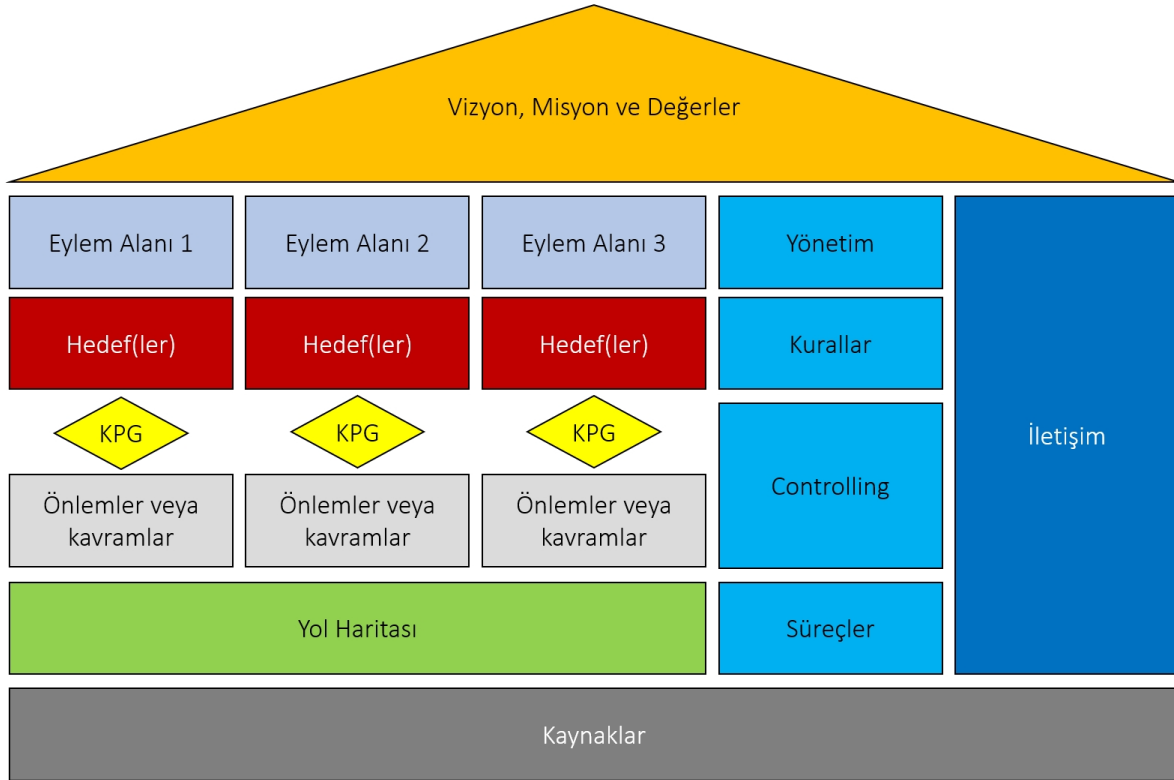 Vizyon, Misyon ve Değerler
Eylem Alanı 1
Eylem Alanı 2
Eylem Alanı 3
Yönetim
Hedef(ler)
Hedef(ler)
Hedef(ler)
Kurallar
KPG
KPG
KPG
İletişim
Önlemler veya
kavramlar
Önlemler veya
kavramlar
Önlemler veya
kavramlar
Controlling
Yol Haritası
Süreçler
Kaynaklar